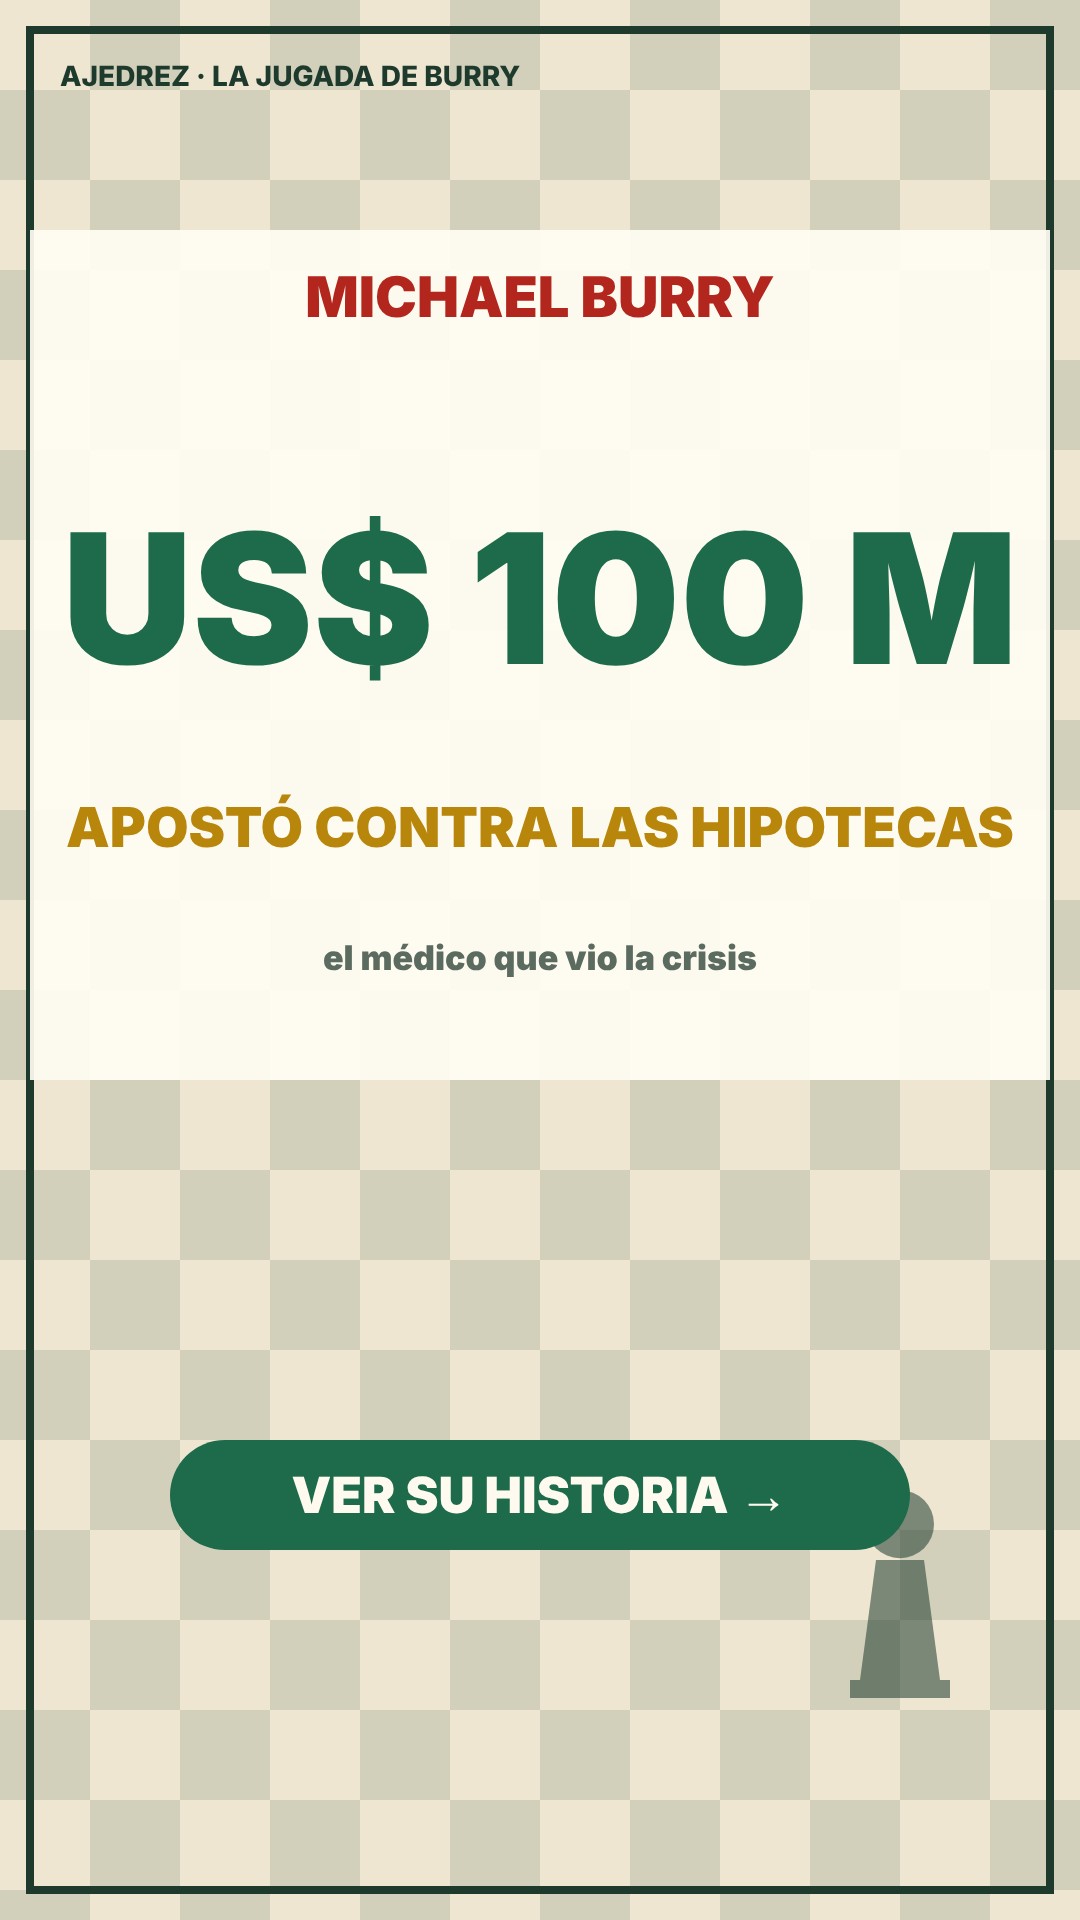 AJEDREZ · LA JUGADA DE BURRY
MICHAEL BURRY
US$ 100 M
APOSTÓ CONTRA LAS HIPOTECAS
el médico que vio la crisis
VER SU HISTORIA →